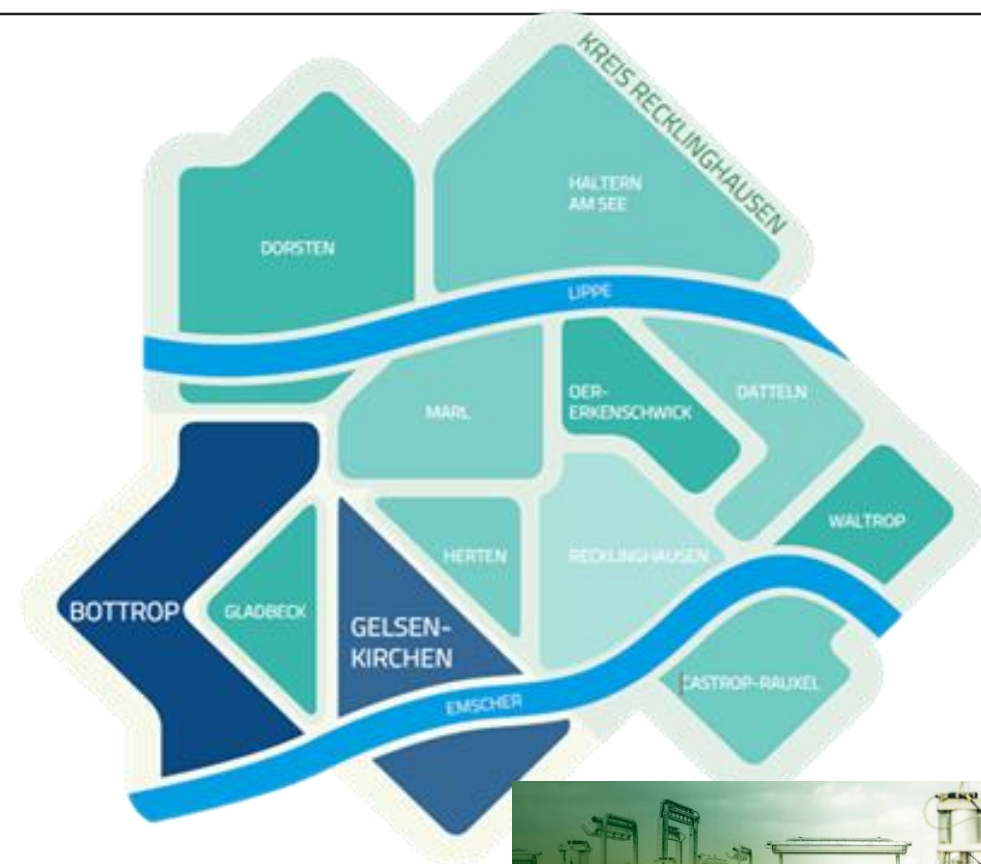 KREIS RECKLINGHAUSEN
HALTERN
AM SEE
DORSTEN
LIPPE
MARL
OER-
ERKENSCHWICK
DATTELN
WALTROP
HERTEN
RECKLINGHAUSEN
BOTTROP
GLADBECK
GELSEN-
KIRCHEN
CASTROP-RAUXEL
EMSCHER